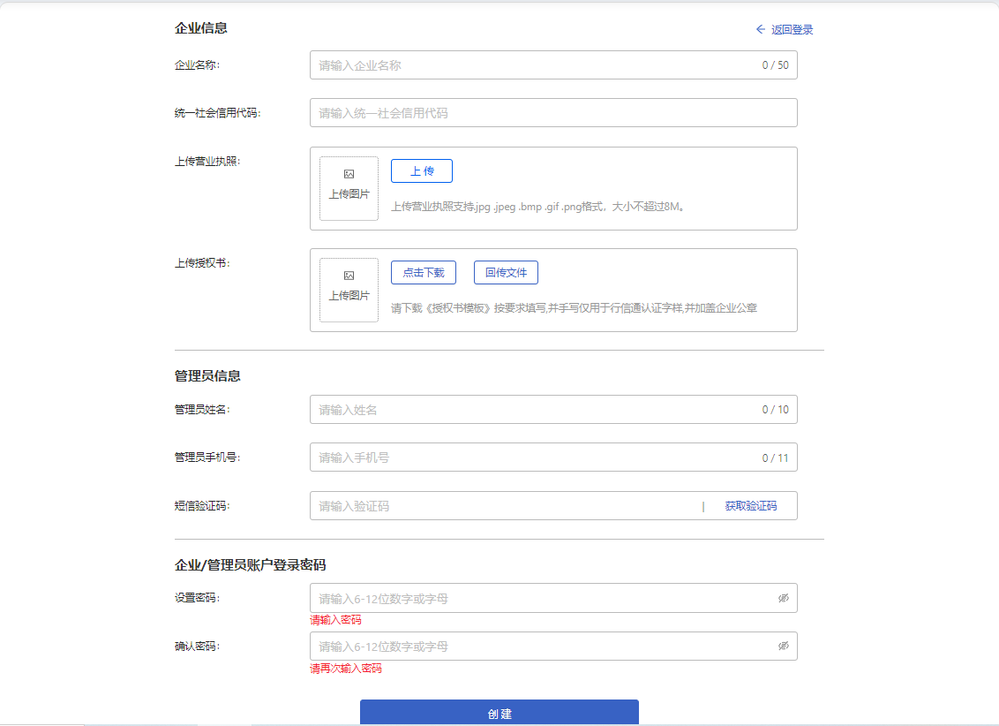 企业信息
返回登录
企业名称:
请输入企业名称
0 / 50
统一社会信用代码:
请输入统一社会信用代码
上传营业执照:
上传图片
上 传
上传营业执照支持.jpg .jpeg .bmp .gif .png格式，大小不超过8M。
上传授权书:
上传图片
点击下载
回传文件
请下载《授权书模板》按要求填写,并手写仅用于行信通认证字样,并加盖企业公章
管理员信息
管理员姓名:
请输入姓名
0 / 10
管理员手机号:
请输入手机号
0 / 11
短信验证码:
请输入验证码
|
获取验证码
企业/管理员账户登录密码
设置密码:
请输入6-12位数字或字母
请输入密码
确认密码:
请输入6-12位数字或字母
请再次输入密码
创 建